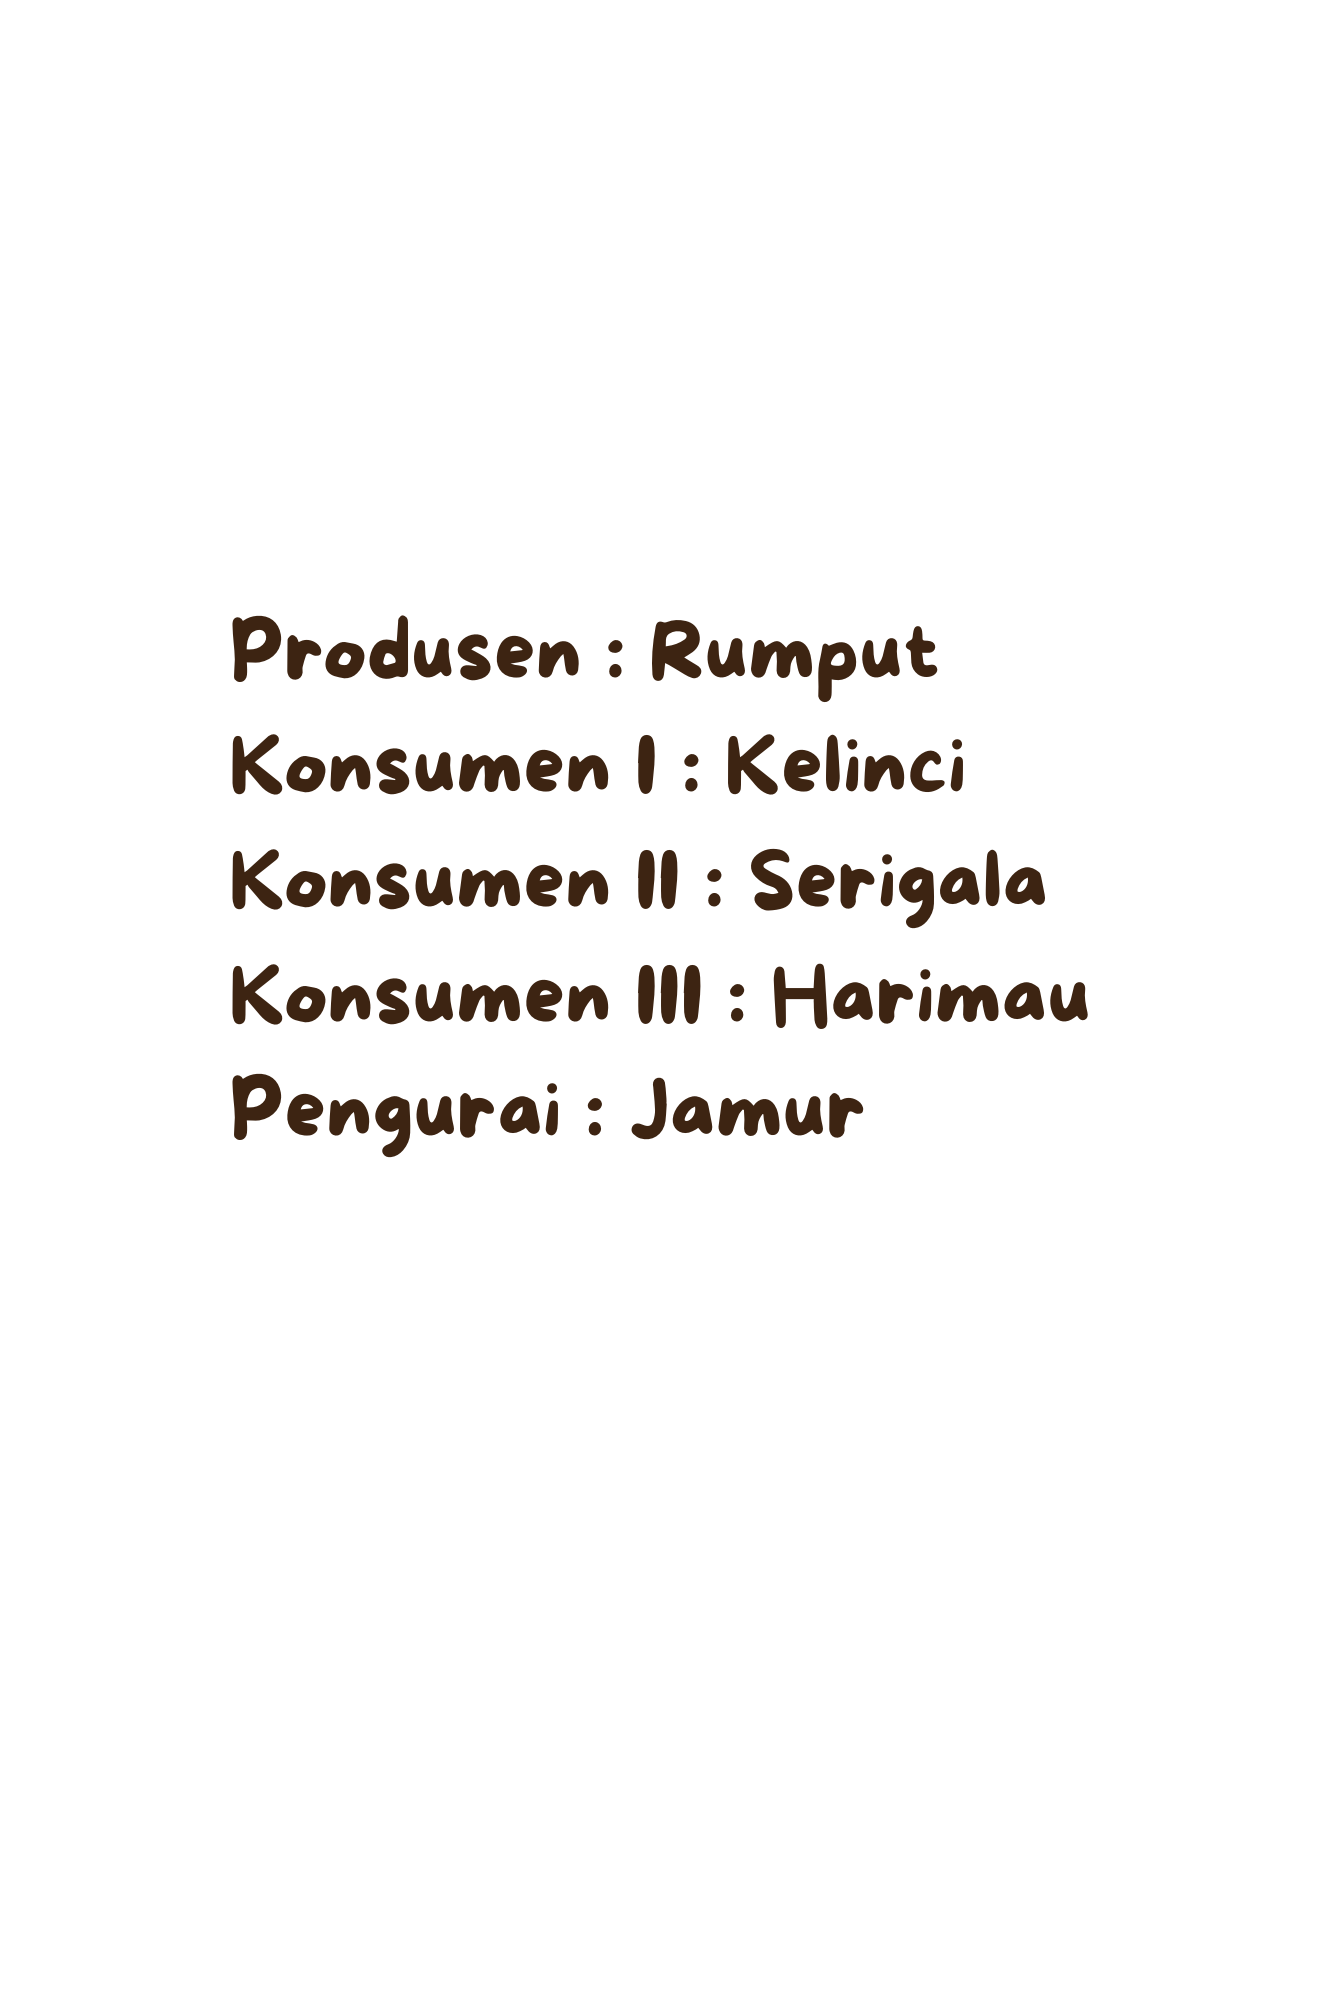 Produsen : Rumput
Konsumen I : Kelinci
Konsumen II : Serigala
Konsumen III : Harimau
Pengurai : Jamur